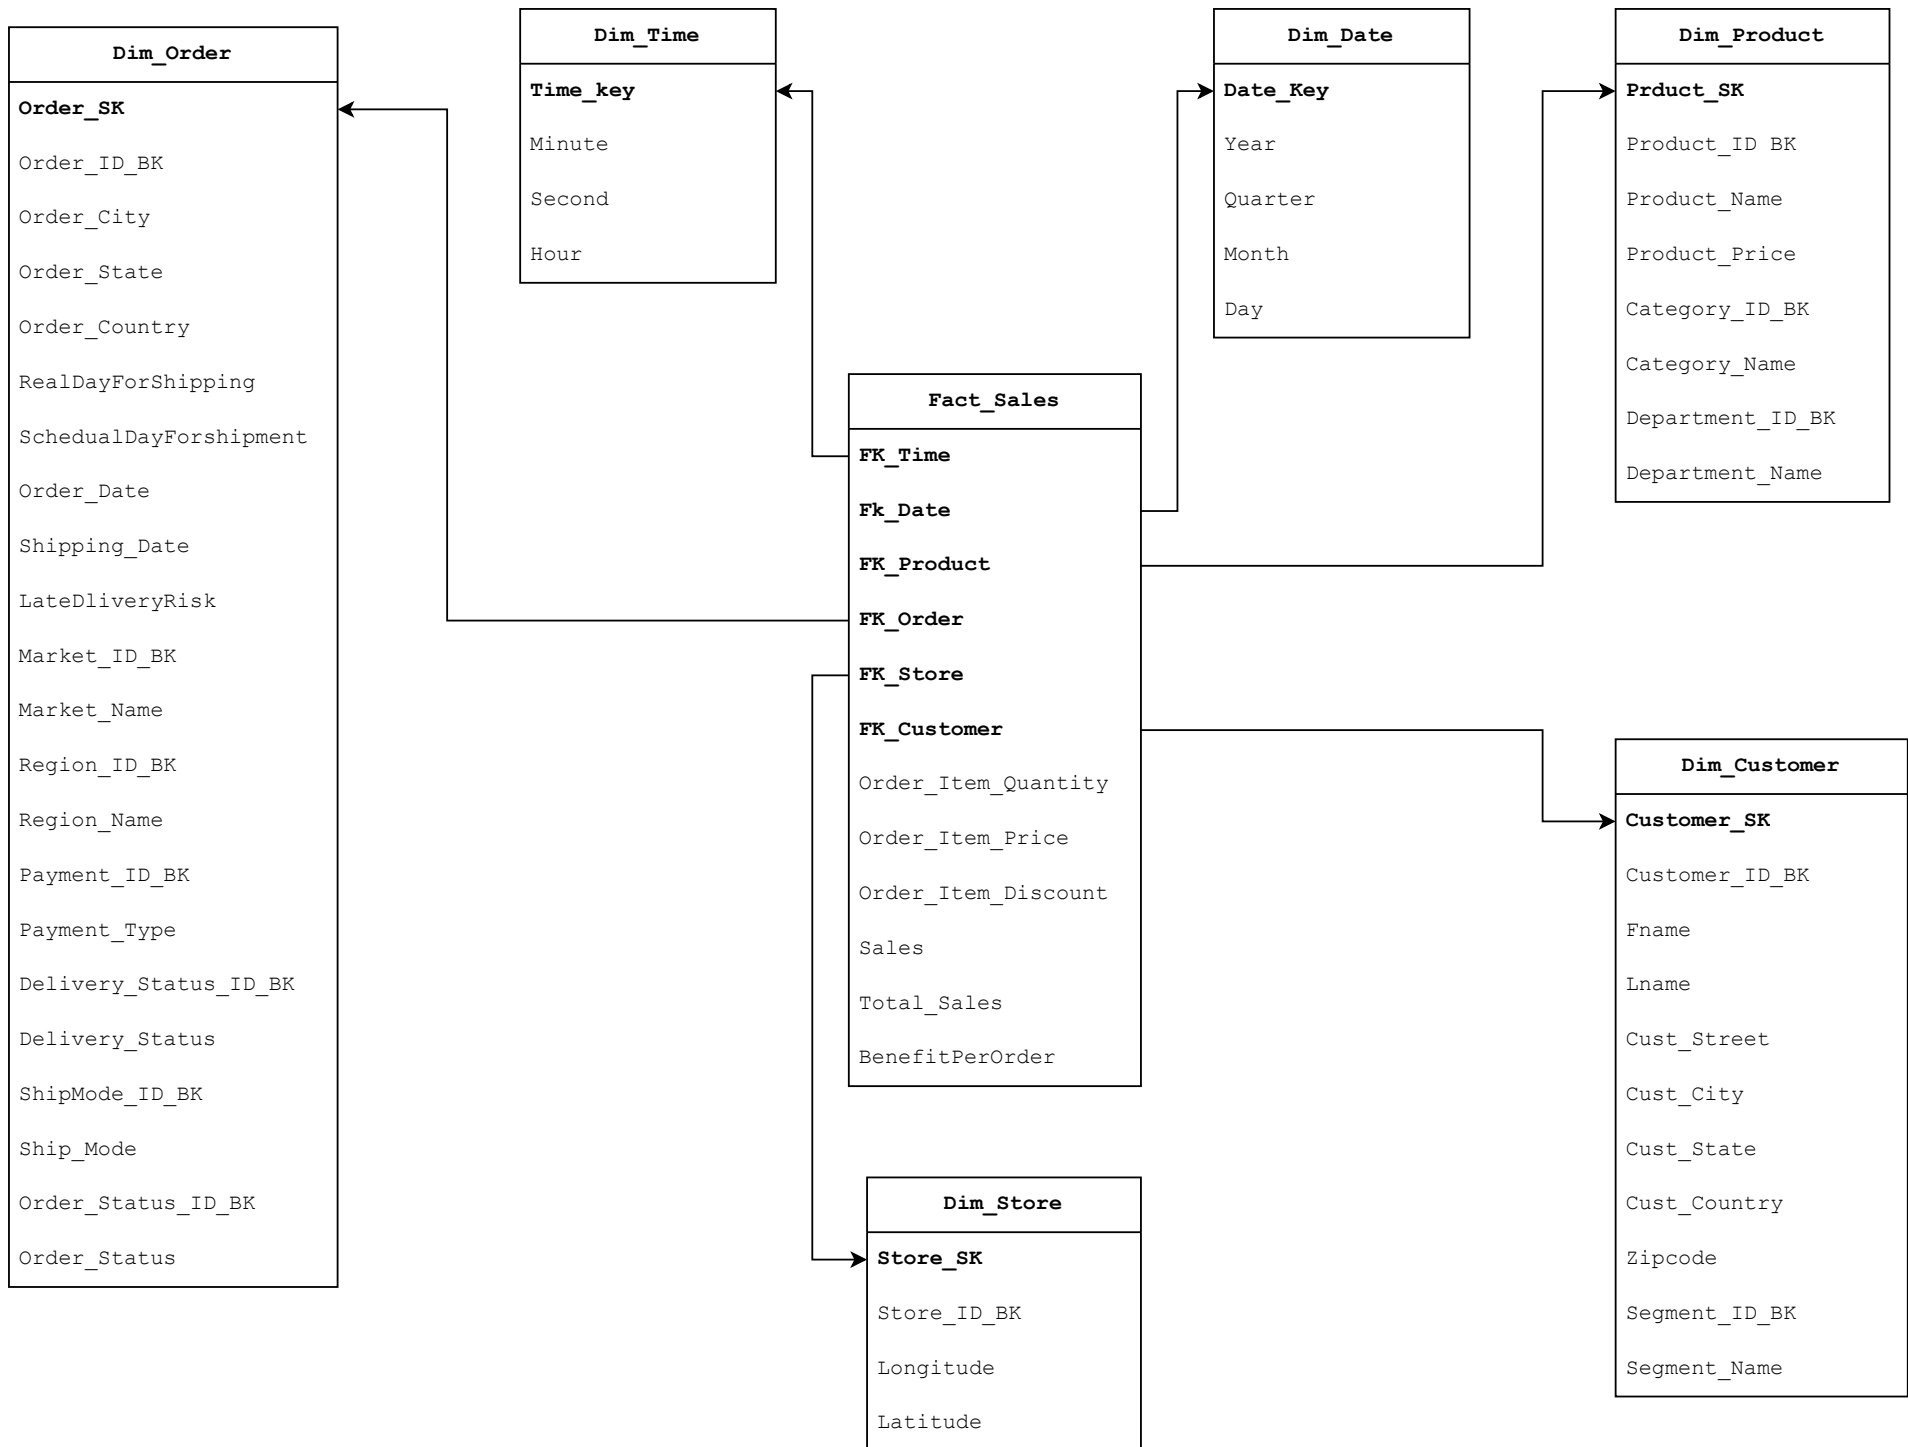 Dim_Order
Order_SK
Order_ID_BK
Order_City
Order_State
Order_Country
RealDayForShipping
SchedualDayForshipment
Order_Date
Shipping_Date
LateDliveryRisk
Market_ID_BK
Market_Name
Region_ID_BK
Region_Name
Payment_ID_BK
Payment_Type
Delivery_Status_ID_BK
Delivery_Status
ShipMode_ID_BK
Ship_Mode
Order_Status_ID_BK
Order_Status
Dim_Time
Time_key
Minute
Second
Hour
Dim_Date
Date_Key
Year
Quarter
Month
Day
Dim_Product
Prduct_SK
Product_ID BK
Product_Name
Product_Price
Category_ID_BK
Category_Name
Department_ID_BK
Department_Name
Fact_Sales
FK_Time
Fk_Date
FK_Product
FK_Order
FK_Store
FK_Customer
Order_Item_Quantity
Order_Item_Price
Order_Item_Discount
Sales
Total_Sales
BenefitPerOrder
Dim_Store
Store_SK
Store_ID_BK
Longitude
Latitude
Dim_Customer
Customer_SK
Customer_ID_BK
Fname
Lname
Cust_Street
Cust_City
Cust_State
Cust_Country
Zipcode
Segment_ID_BK
Segment_Name